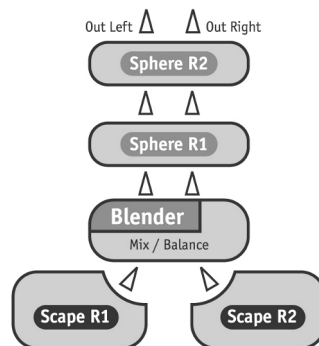 Out Left Out Right
Sphere R2
Sphere R1
Blender
Mix / Balance
Scape R1 Scape R2